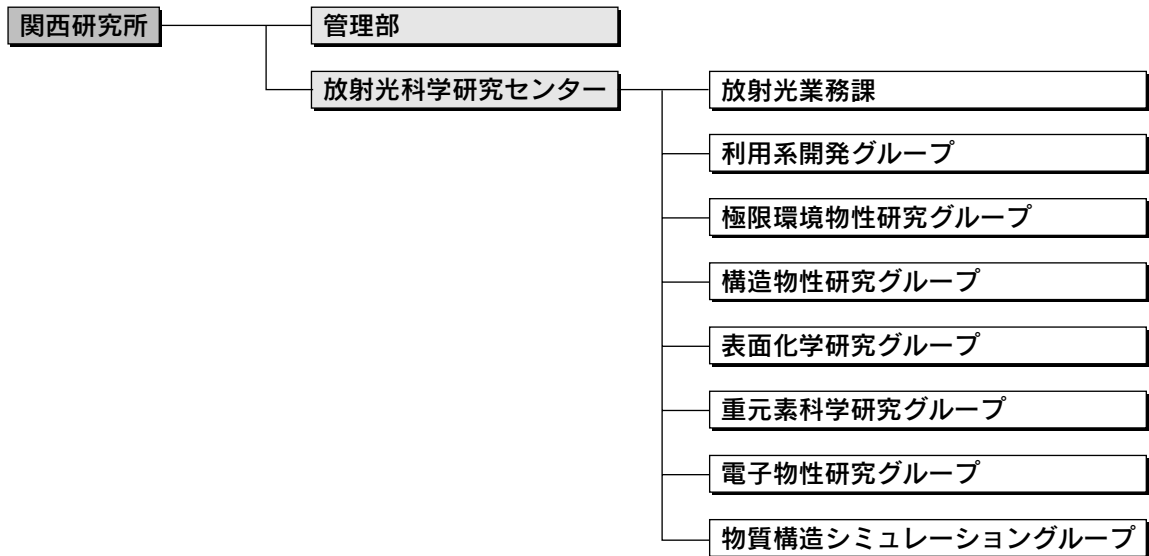 関西研究所
管理部
放射光科学研究センター
放射光業務課
利用系開発グループ
極限環境物性研究グループ
構造物性研究グループ
表面化学研究グループ
重元素科学研究グループ
電子物性研究グループ
物質構造シミュレーショングループ